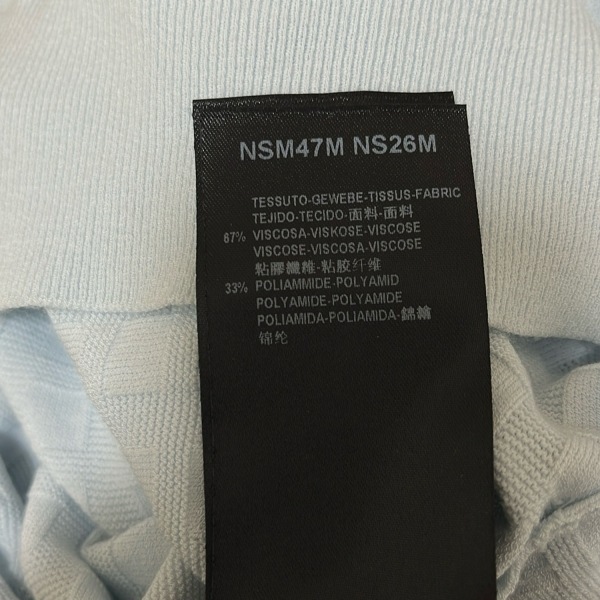 NSM47M NS26M
TESSUTO-GEWEBE-TISSUS-FABRIC
TEJIDO-TECIDO-面料-面料
67% VISCOSA-VISKOSE-VISCOSE
VISCOSE-VISCOSA-VISCOSE
粘膠纖維-粘胶纤维
33% POLIAMMIDE-POLYAMID
POLYAMIDE-POLYAMIDE
POLIAMIDA-POLIAMIDA-錦綸
锦纶